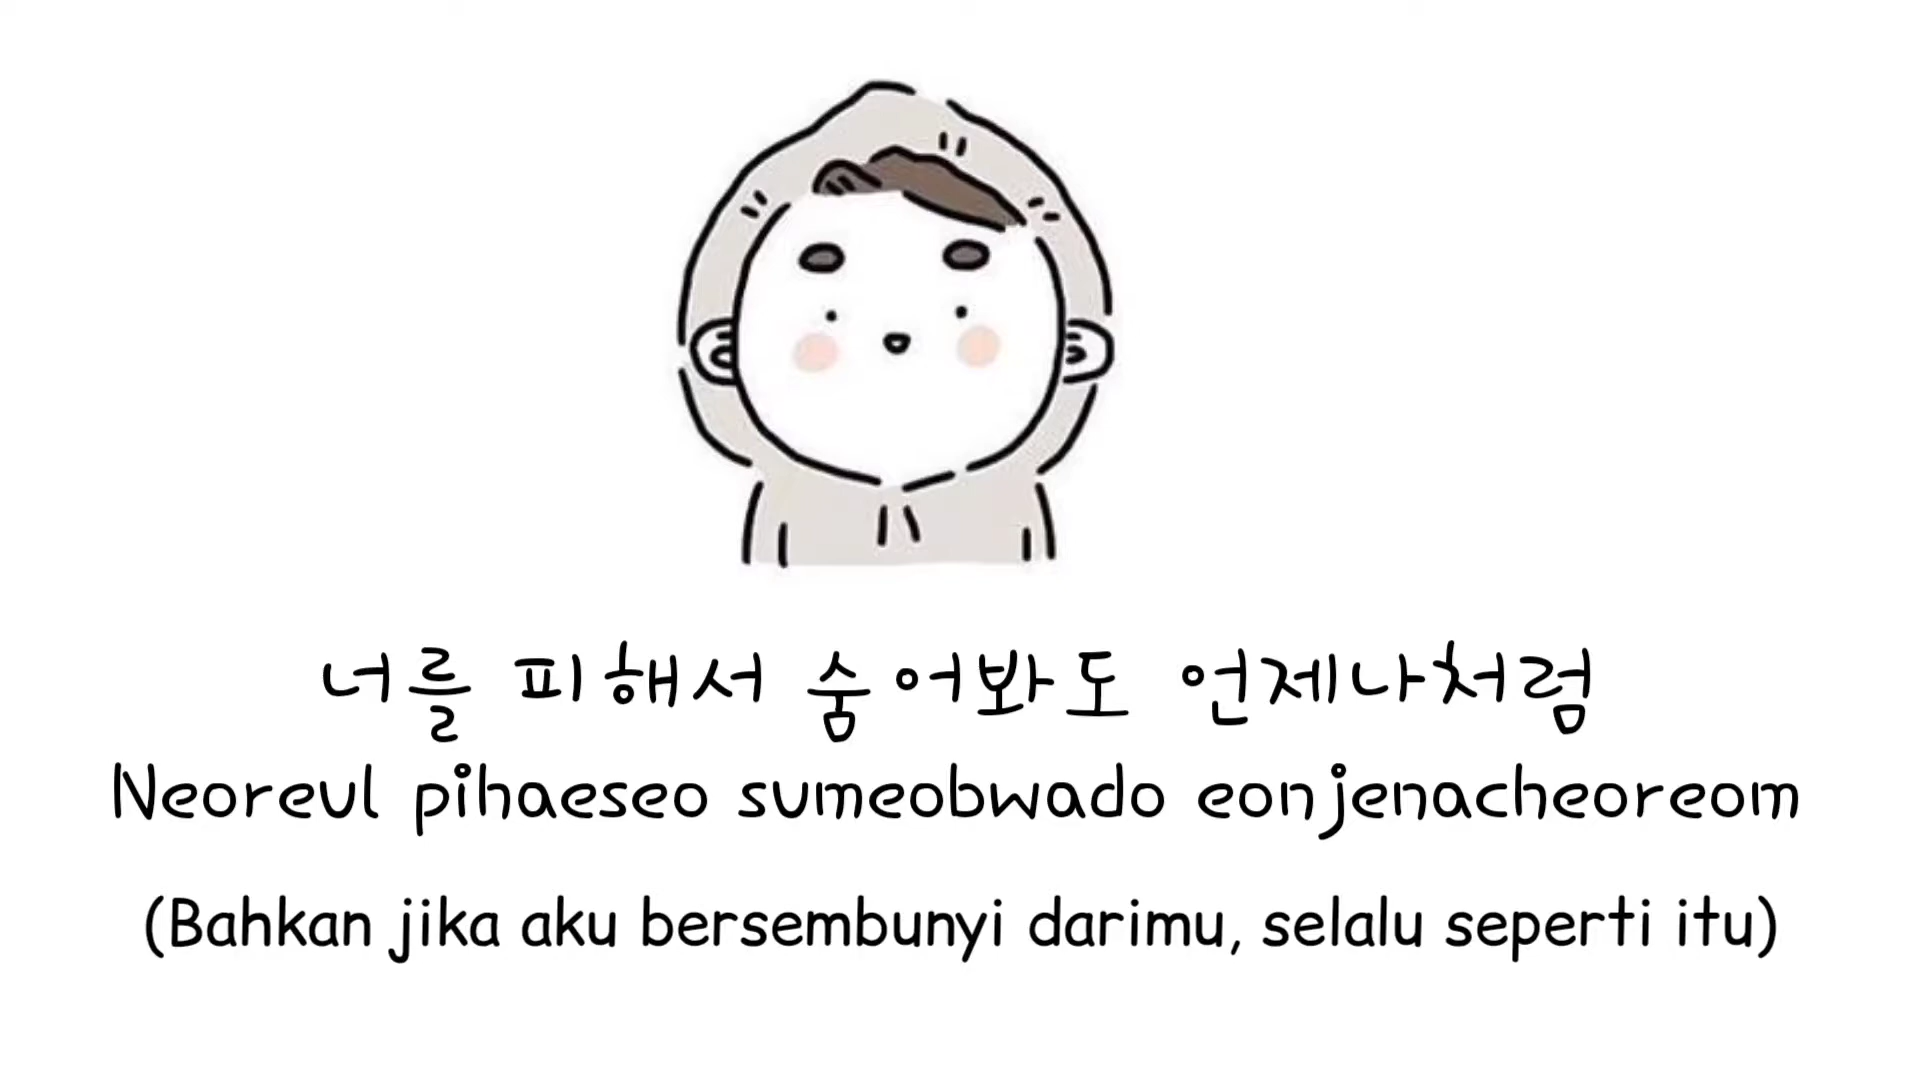 너를 피해서 숨어봐도 언제나처럼
Neoreul pihaeseo sumeobwado eonjenacheoreom
(Bahkan jika aku bersembunyi darimu, selalu seperti itu)